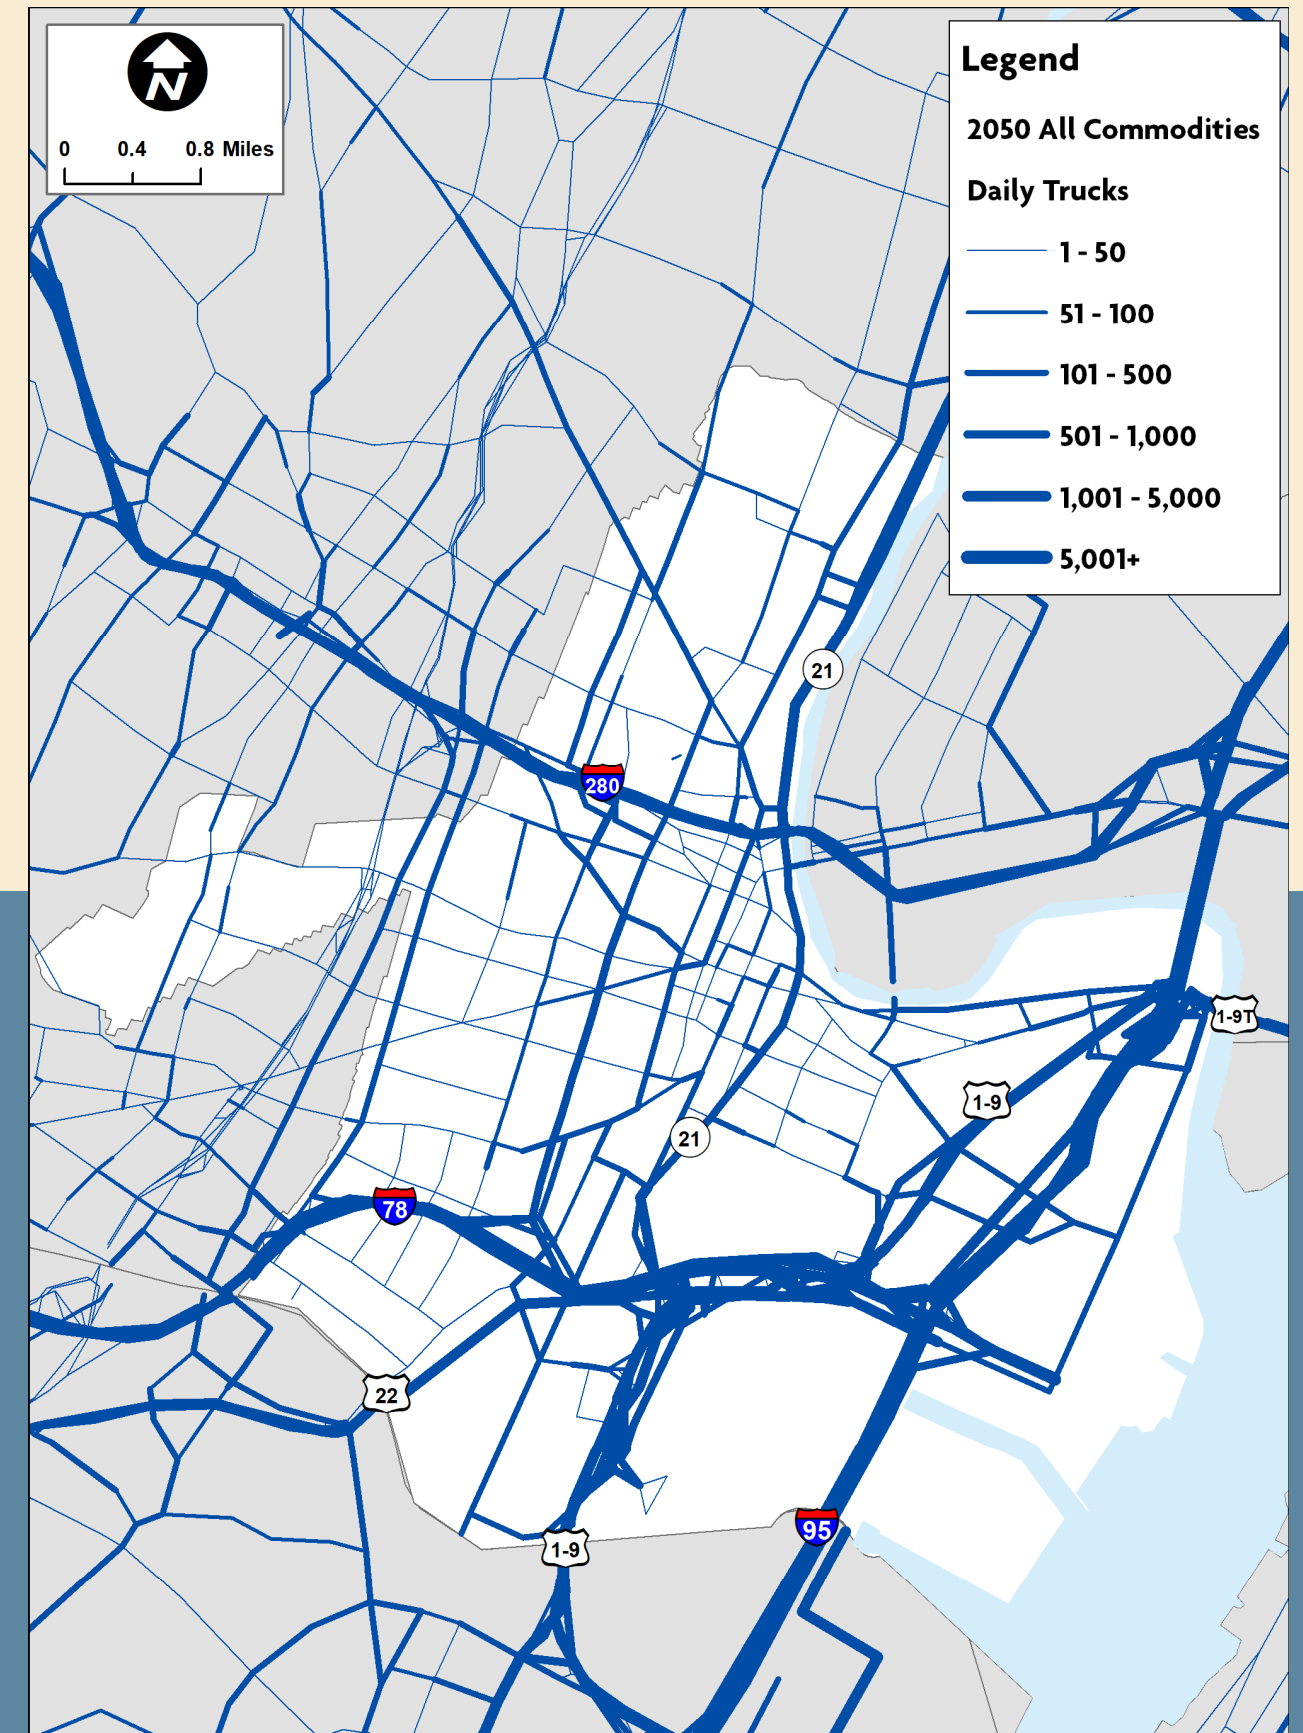 N
0 0.4 0.8 Miles
Legend
2050 All Commodities
Daily Trucks
1 - 50
51 - 100
101 - 500
501 - 1,000
1,001 - 5,000
5,001+
21
280
1-9T
1-9
21
78
22
95
1-9